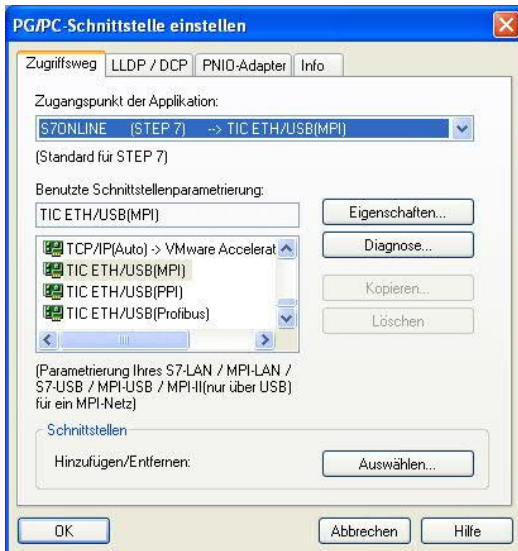 PG/PC-Schnittstelle einstellen
Zugriffsweg LLDP / DCP PNIO-Adapter Info
Zugangspunkt der Applikation:
S7ONLINE (STEP 7) --> TIC ETH/USB(MPI)
(Standard für STEP 7)
Benutzte Schnittstellenparametrierung:
TIC ETH/USB(MPI)
Eigenschaften...
TCP/IP(Auto) -> VMware Accelerat
Diagnose...
TIC ETH/USB(MPI)
TIC ETH/USB(PPI)
Kopieren...
TIC ETH/USB(Profibus)
Löschen
(Parametrierung Ihres S7-LAN / MPI-LAN /
S7-USB / MPI-USB / MPI-II(nur über USB)
für ein MPI-Netz)
Schnittstellen
Hinzufügen/Entfernen: Auswählen...
OK Abbrechen Hilfe